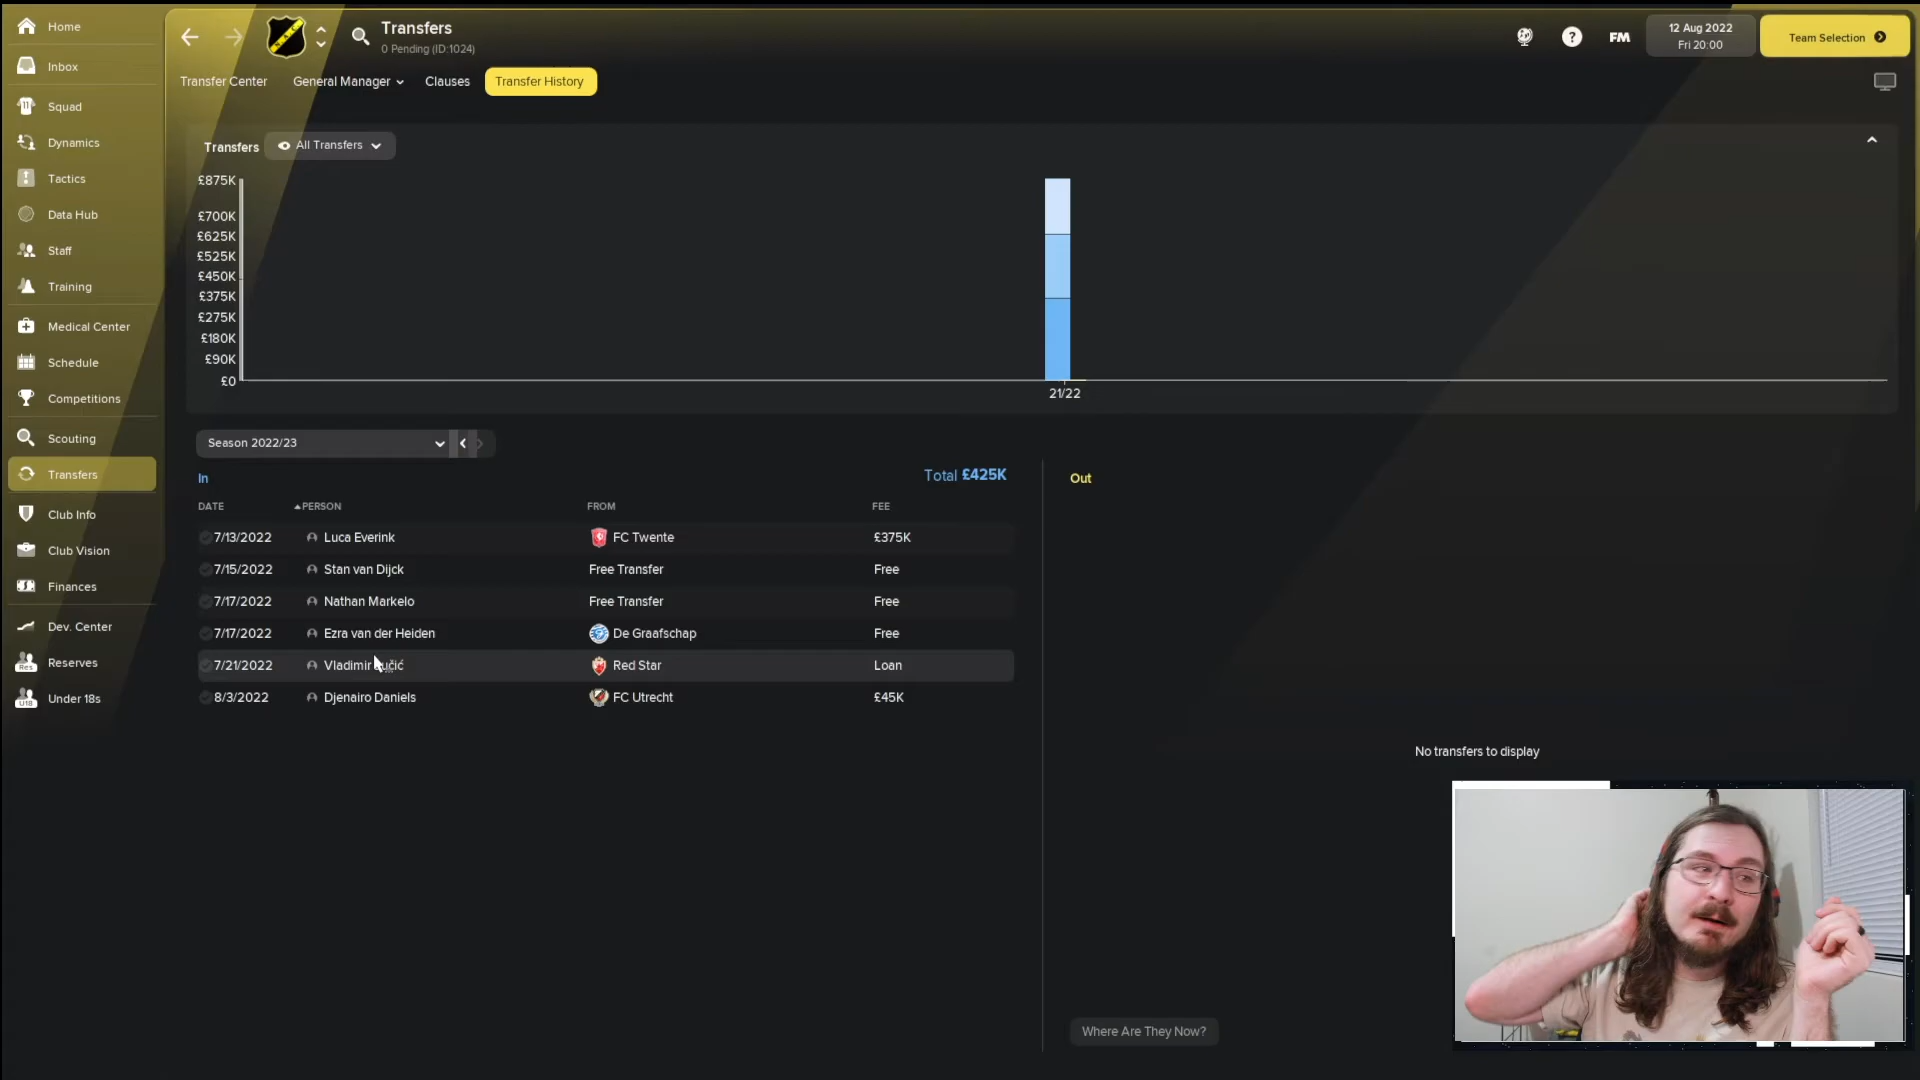 Home
Inbox
Squad
Dynamics
Tactics
Data Hub
Staff
Training
Medical Center
Schedule
Competitions
Scouting
Transfers
Club Info
Club Vision
Finances
Dev. Center
Reserves
Under 18s
Transfers
0 Pending (ID:1024)
FM
12 Aug 2022
Fri 20:00
Team Selection
Transfer Center General Manager Clauses Transfer History
Transfers All Transfers
£875K
£700K
£625K
£525K
£450K
£375K
£275K
£180K
£90K
£0
21/22
Season 2022/23
In Total £425K
DATE PERSON FROM FEE
7/13/2022 Luca Everink FC Twente £375K
7/15/2022 Stan van Dijck Free Transfer Free
7/17/2022 Nathan Markelo Free Transfer Free
7/17/2022 Ezra van der Heiden De Graafschap Free
7/21/2022 Vladimir Red Star Loan
8/3/2022 Djenairo Daniels FC Utrecht £45K
Out
No transfers to display
Where Are They Now?